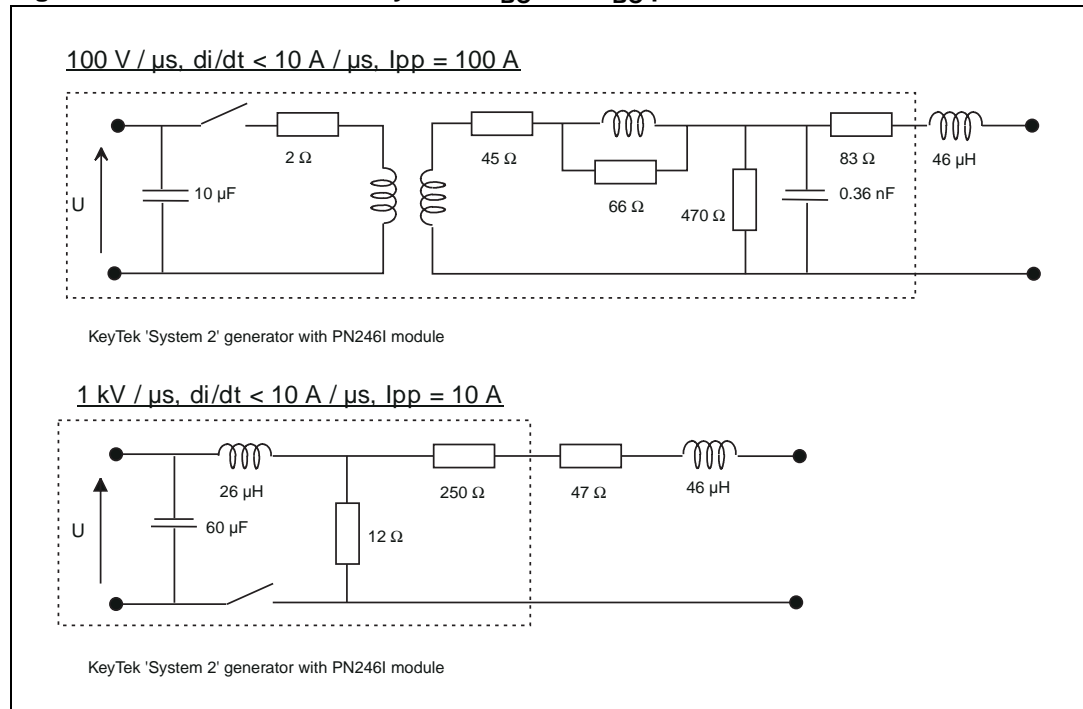 100 V / µs, di/dt < 10 A / µs, Ipp = 100 A
2 Ω
45 Ω
83 Ω
46 µH
U
10 µF
66 Ω
470 Ω
0.36 nF
KeyTek 'System 2' generator with PN246I module
1 kV / µs, di/dt < 10 A / µs, Ipp = 10 A
26 µH
250 Ω
47 Ω
46 µH
U
60 µF
12 Ω
KeyTek 'System 2' generator with PN246I module